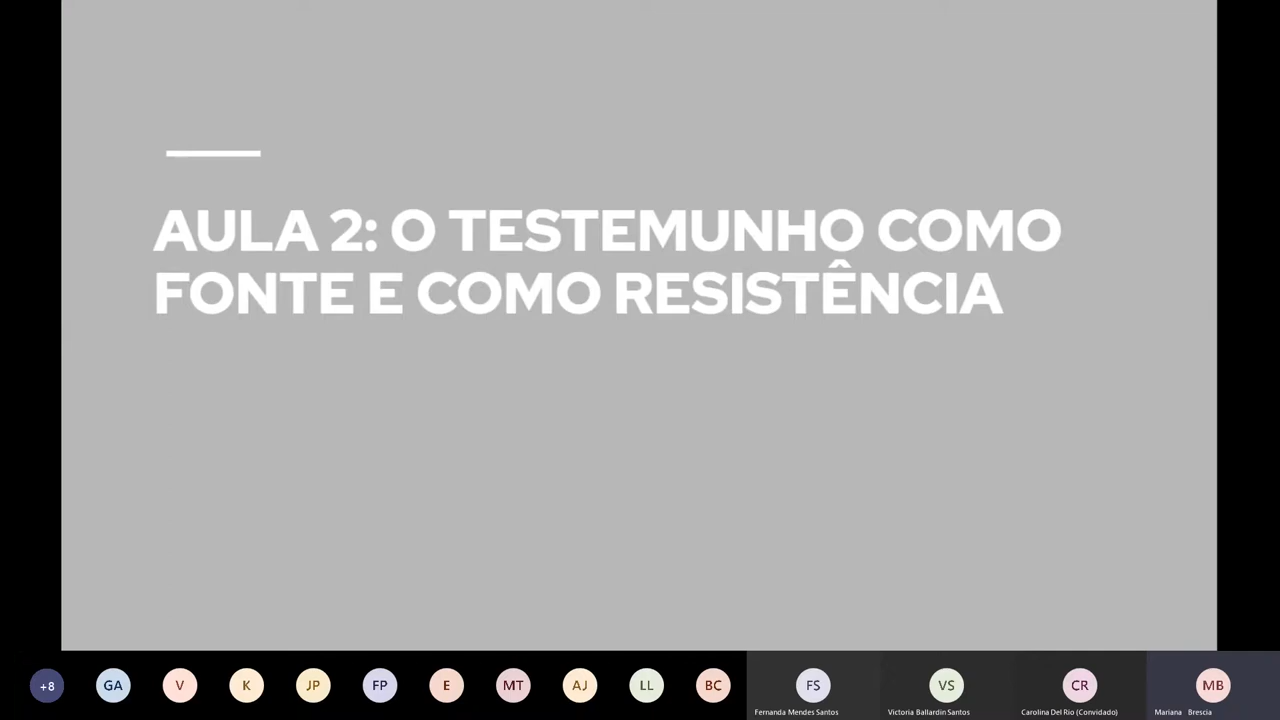 AULA 2: O TESTEMUNHO COMO
FONTE E COMO RESISTÊNCIA
+8
GA
V
K
JP
FP
E
MT
AJ
LL
BC
FS
VS
CR
MB
Fernanda Mendes Santos
Victoria Ballardin Santos
Carolina Del Rio (Convidado)
Mariana Brescia